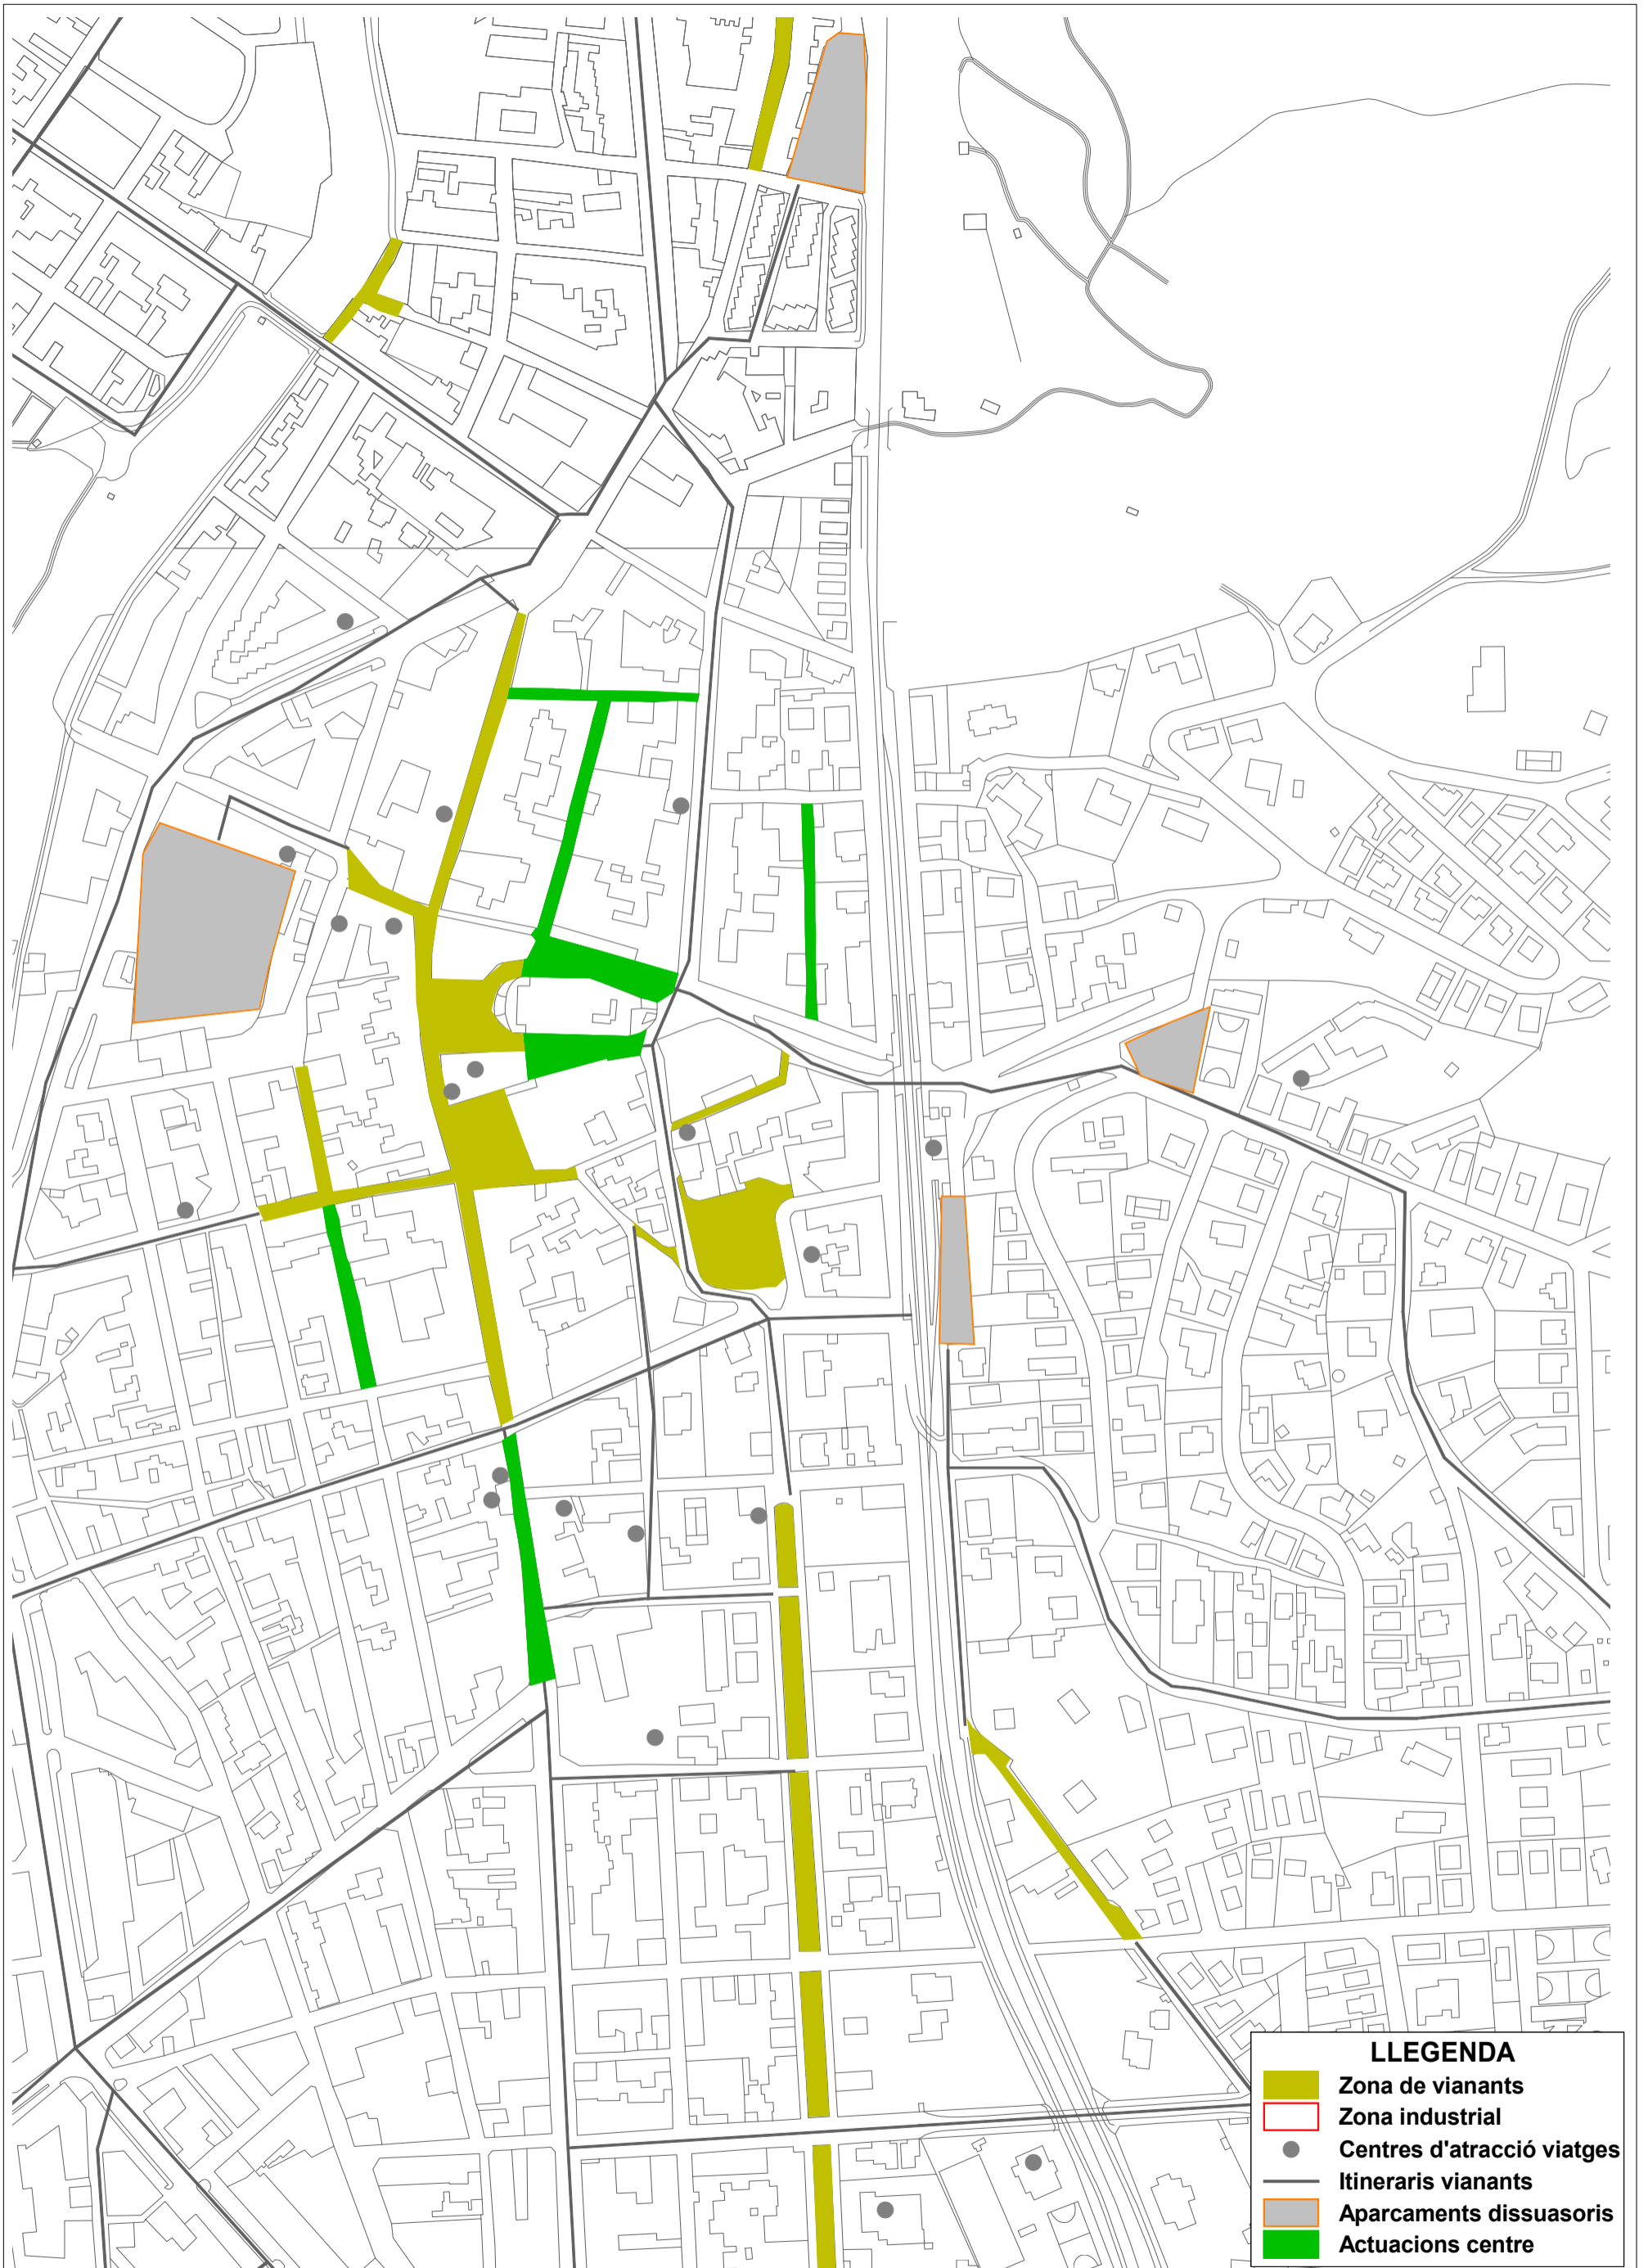 LLEGENDA
Zona de vianants
Zona industrial
Centres d'atracció viatges
Itineraris vianants
Aparcaments dissuasoris
Actuacions centre